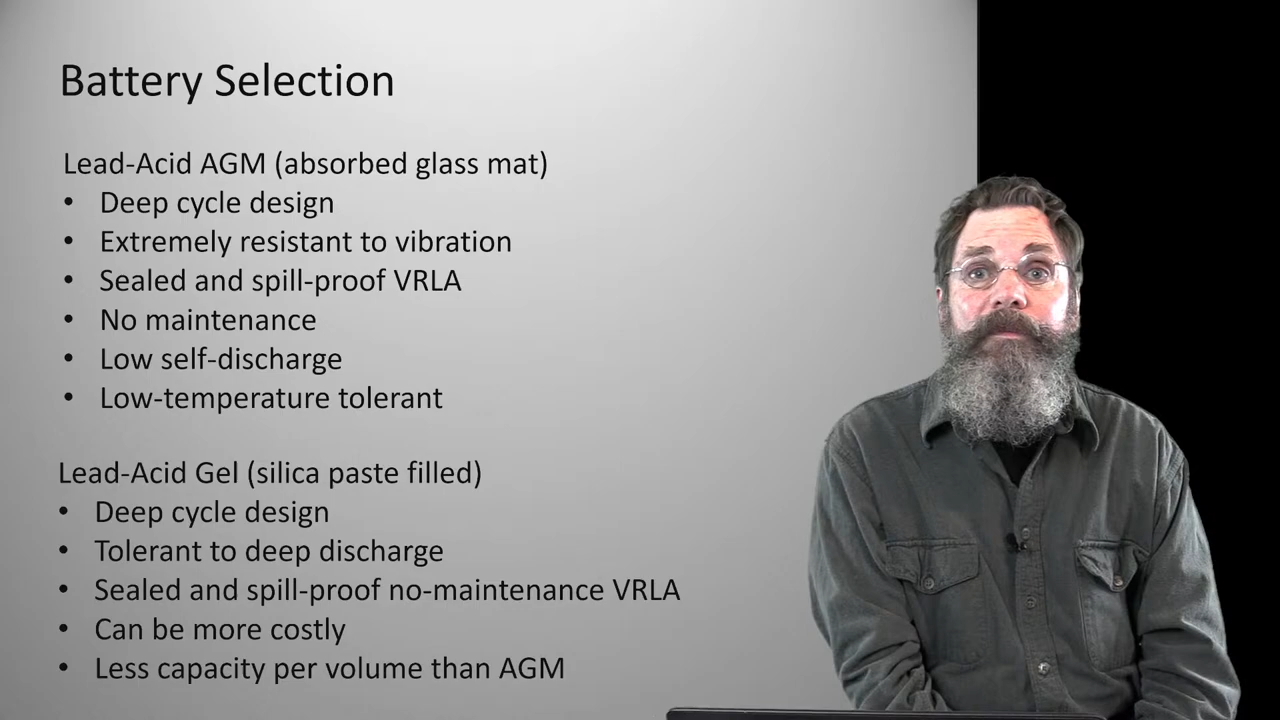 Battery Selection
Lead-Acid AGM (absorbed glass mat)
• Deep cycle design
• Extremely resistant to vibration
• Sealed and spill-proof VRLA
• No maintenance
• Low self-discharge
• Low-temperature tolerant
Lead-Acid Gel (silica paste filled)
• Deep cycle design
• Tolerant to deep discharge
• Sealed and spill-proof no-maintenance VRLA
• Can be more costly
• Less capacity per volume than AGM